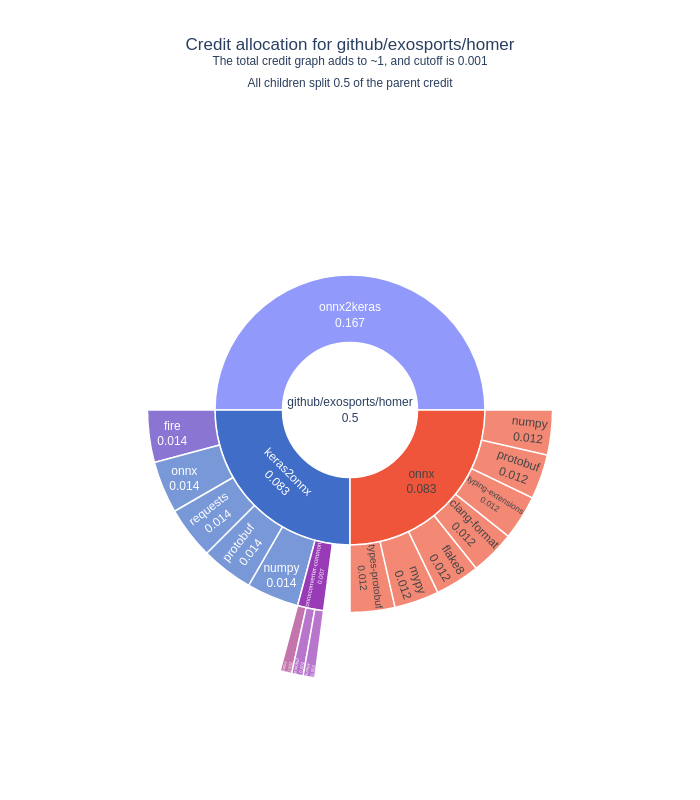 Credit allocation for github/exosports/homer
The total credit graph adds to ~1, and cutoff is 0.001
All children split 0.5 of the parent credit
onnx2keras
0.167
github/exosports/homer
0.5
fire
0.014
onnx
0.014
requests
0.014
protobuf
0.014
numpy
0.014
keras2onnx
0.083
onnxconverter-common
0.007
onnx
0.083
numpy
0.012
protobuf
0.012
typing-extensions
0.012
clang-format
0.012
flake8
0.012
mypy
0.012
types-protobuf
0.012